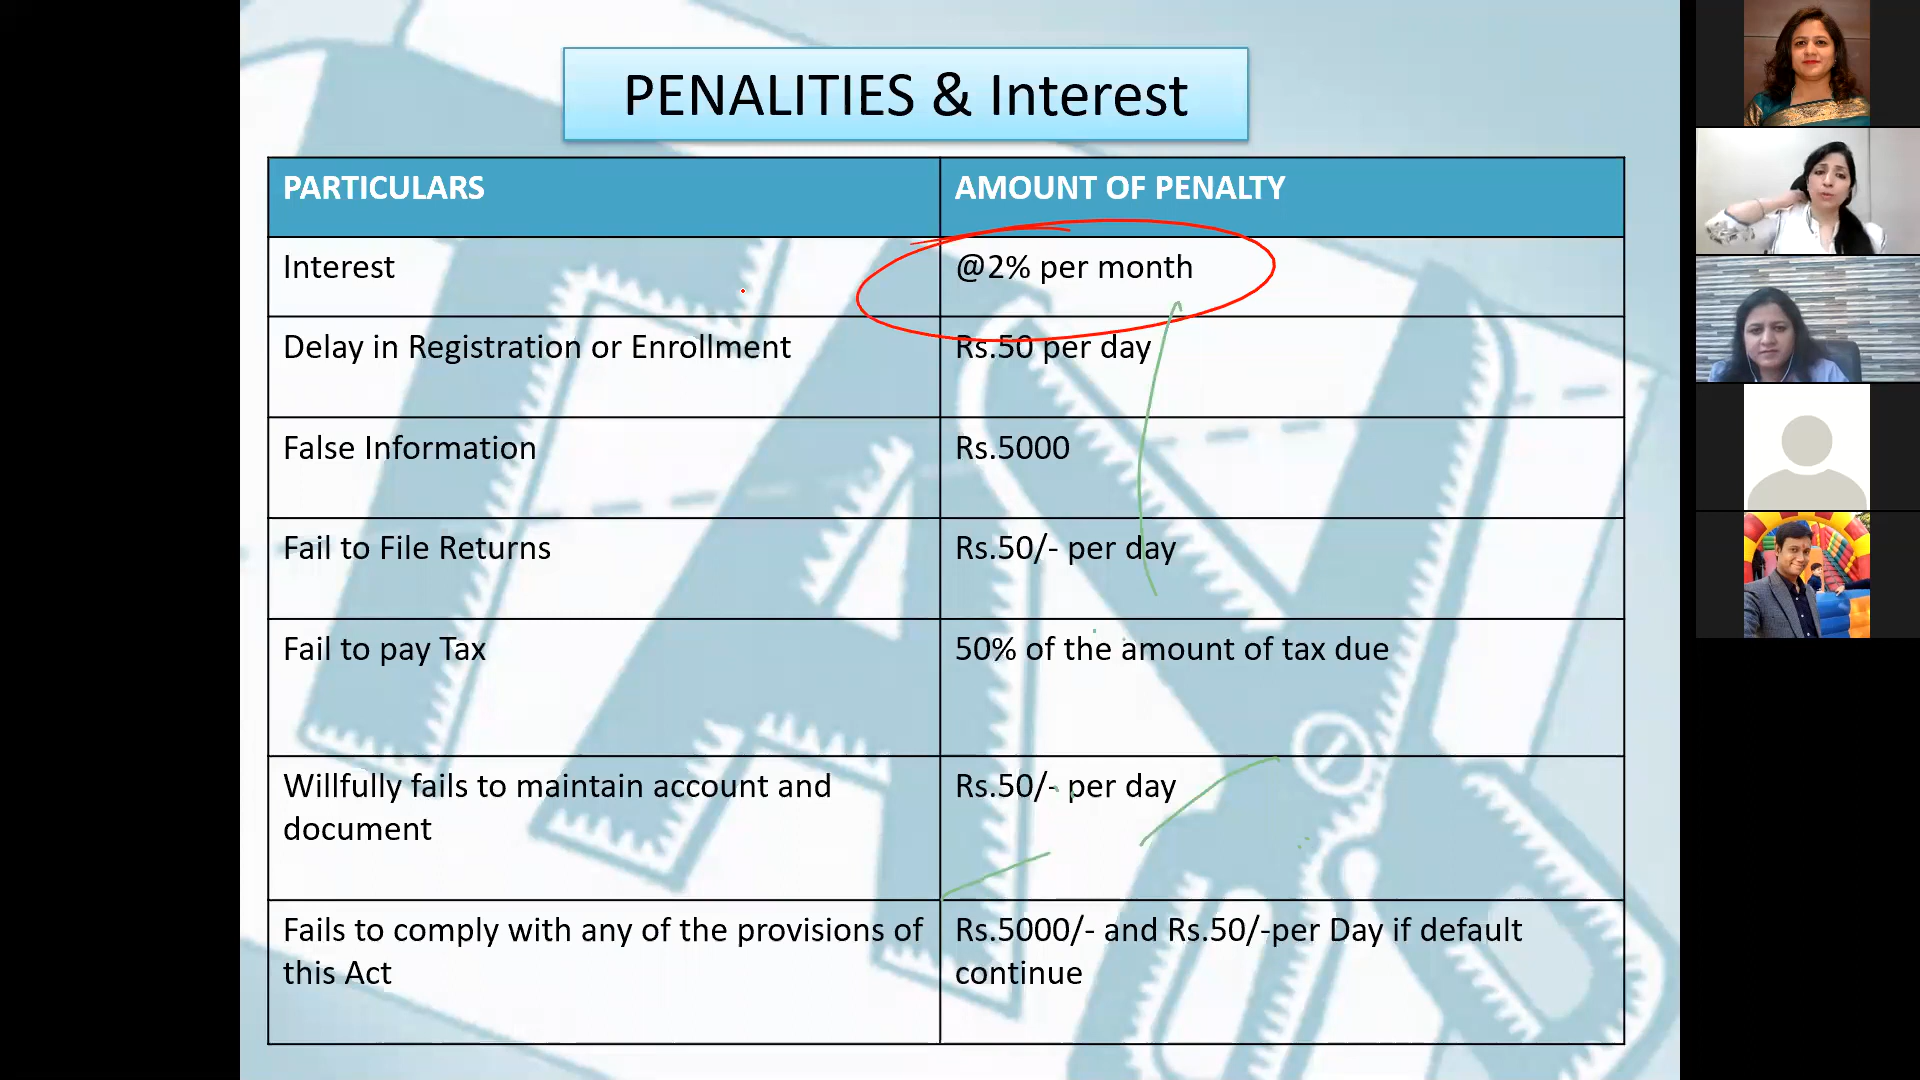 PENALITIES & Interest
PARTICULARS
AMOUNT OF PENALTY
Interest
@2% per month
Delay in Registration or Enrollment
Rs.50 per day
False Information
Rs.5000
Fail to File Returns
Rs.50/- per day
Fail to pay Tax
50% of the amount of tax due
Willfully fails to maintain account and
document
Rs.50/- per day
Fails to comply with any of the provisions of
this Act
Rs.5000/- and Rs.50/-per Day if default
continue